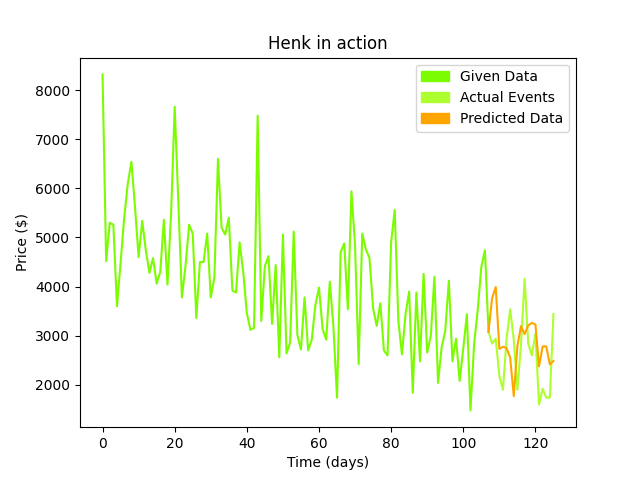 Henk in action
Given Data
Actual Events
Predicted Data
Price ($)
8000
7000
6000
5000
4000
3000
2000
0 20 40 60 80 100 120
Time (days)